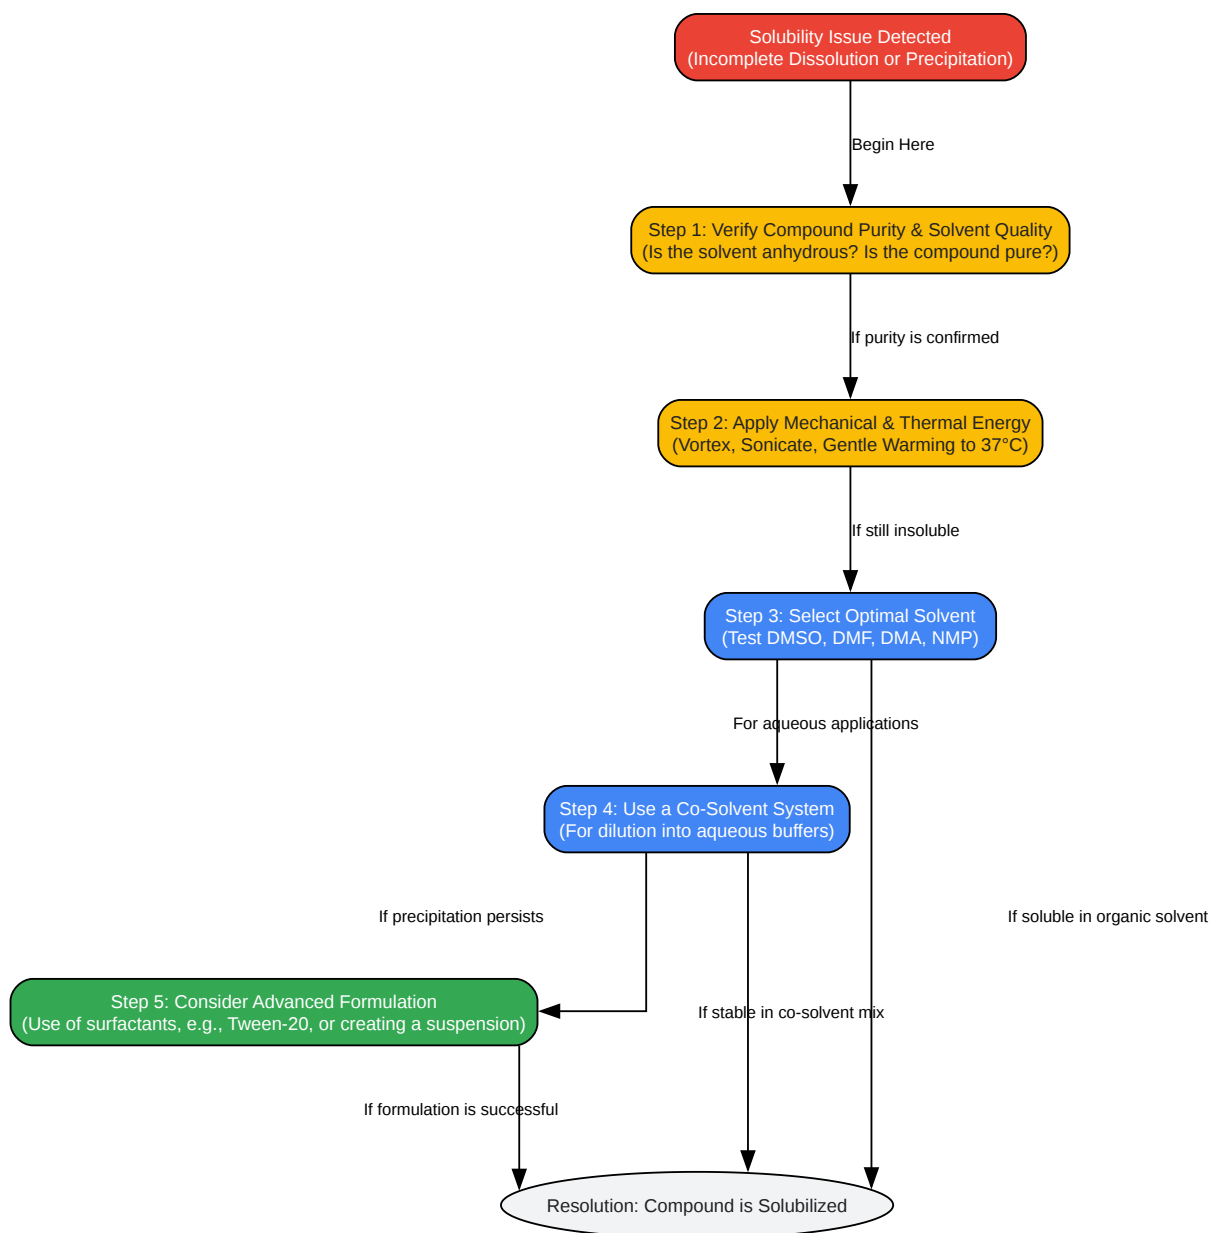 Solubility Issue Detected
(Incomplete Dissolution or Precipitation)
Begin Here
Step 1: Verify Compound Purity & Solvent Quality
(Is the solvent anhydrous? Is the compound pure?)
If purity is confirmed
Step 2: Apply Mechanical & Thermal Energy
(Vortex, Sonicate, Gentle Warming to 37°C)
If still insoluble
Step 3: Select Optimal Solvent
(Test DMSO, DMF, DMA, NMP)
For aqueous applications
Step 4: Use a Co-Solvent System
(For dilution into aqueous buffers)
If precipitation persists
If soluble in organic solvent
Step 5: Consider Advanced Formulation
(Use of surfactants, e.g., Tween-20, or creating a suspension)
If stable in co-solvent mix
If formulation is successful
Resolution: Compound is Solubilized